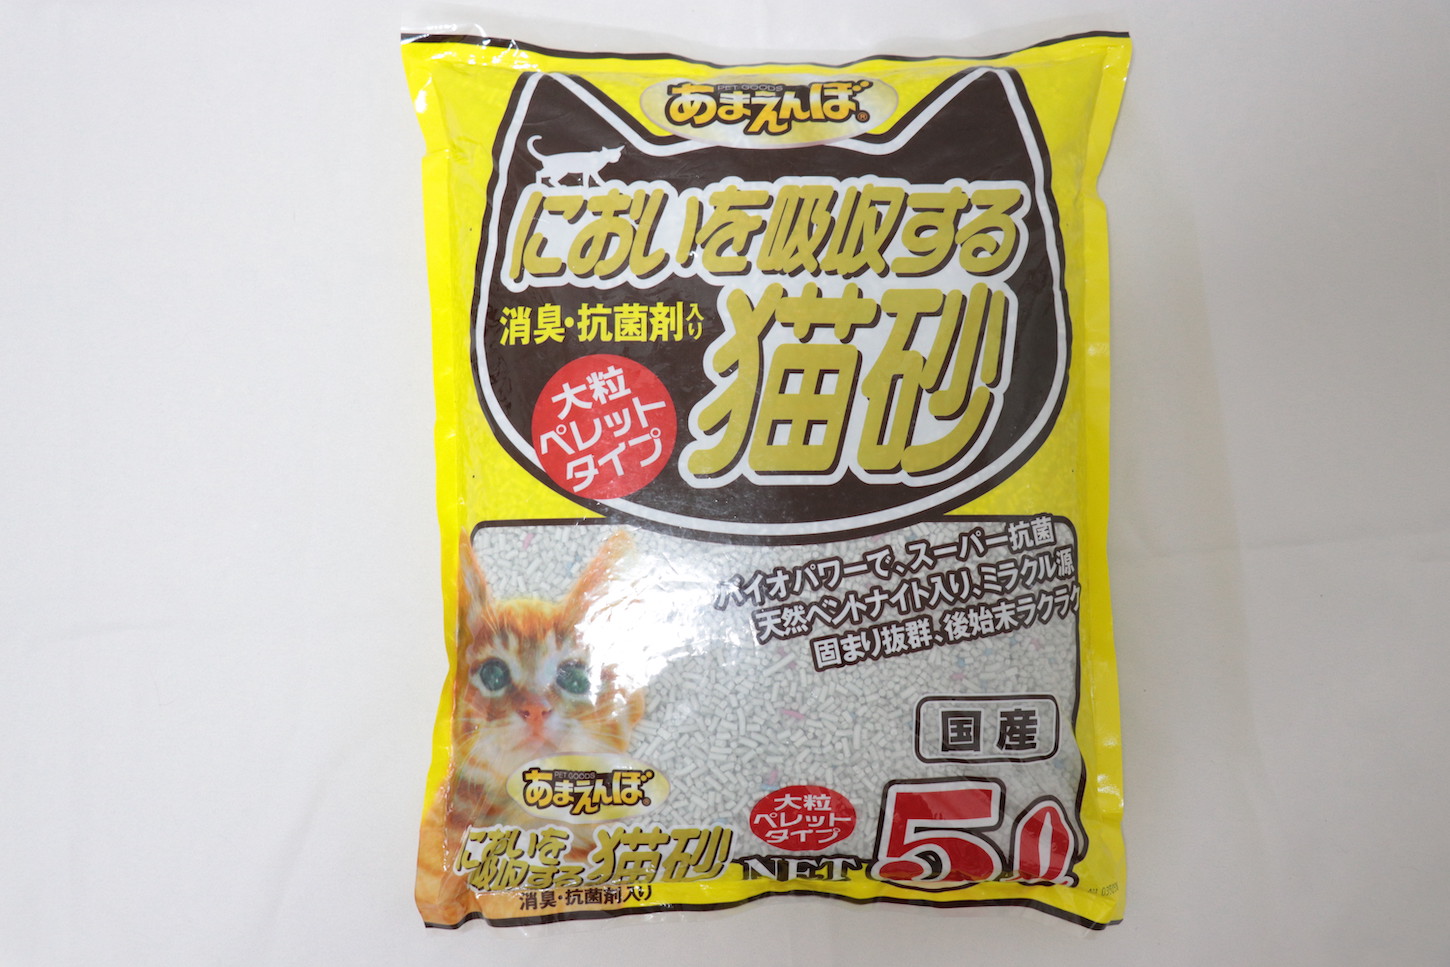 PET GOODS
あまえんぼ®
においを吸収する
猫砂
消臭・抗菌剤入り
大粒
ペレット
タイプ
バイオパワーで、スーパー抗菌
天然ベントナイト入り、ミラクル源
固まり抜群、後始末ラクラク
国産
PET GOODS
あまえんぼ®
においを
吸収する猫砂
消臭・抗菌剤入り
大粒
ペレット
タイプ
NET 5ℓ